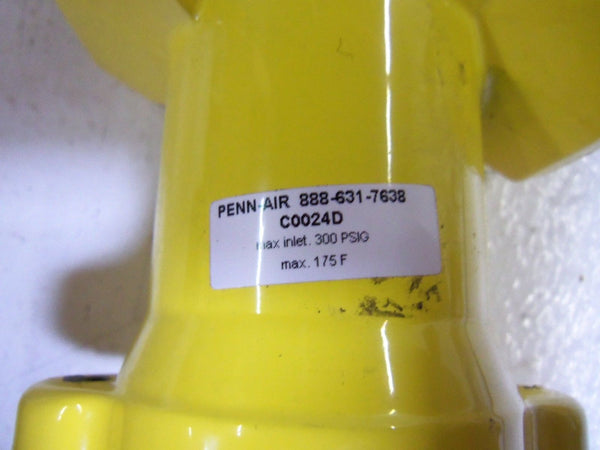 PENN-AIR 888-631-7638
C0024D
max inlet. 300 PSIG
max. 175 F